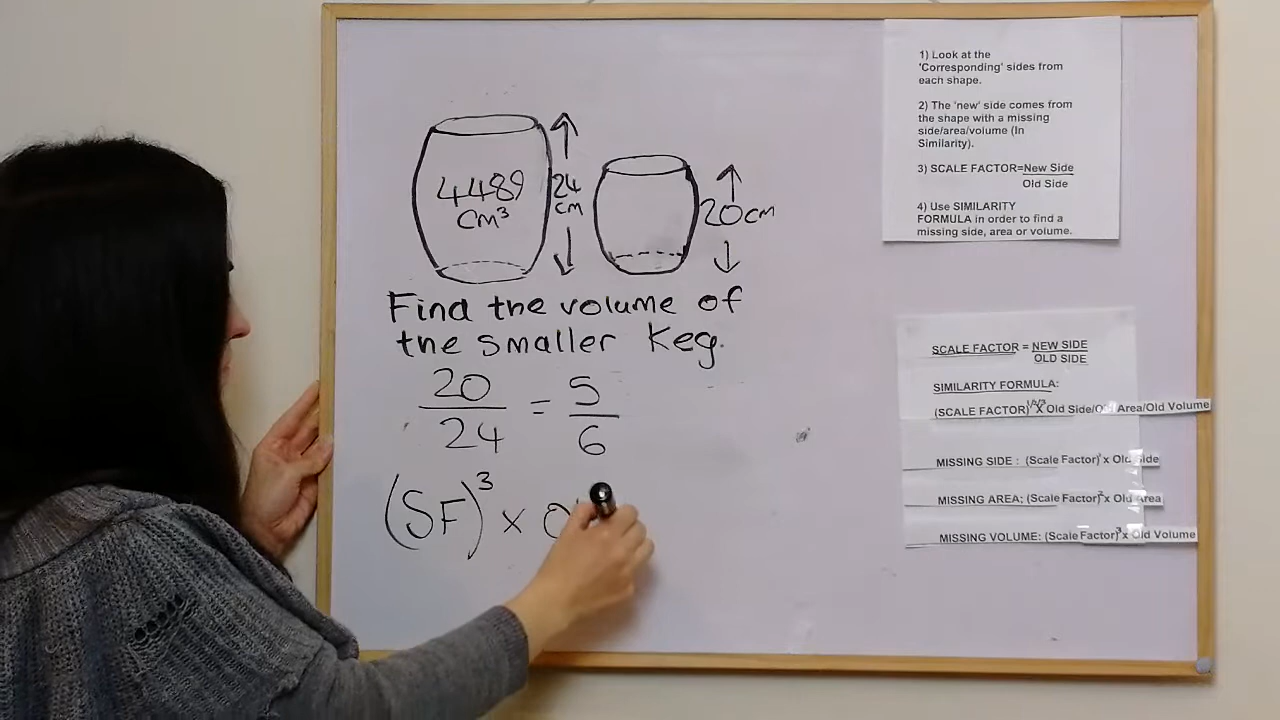 4489
cm³
24
cm
20cm
Find the volume of
the smaller Keg.
20
24
=
5
6
(SF)³ x
1) Look at the
'Corresponding' sides from
each shape.
2) The 'new' side comes from
the shape with a missing
side/area/volume (In
Similarity).
3) SCALE FACTOR=New Side
Old Side
4) Use SIMILARITY
FORMULA in order to find a
missing side, area or volume.
SCALE FACTOR = NEW SIDE
OLD SIDE
SIMILARITY FORMULA:
(SCALE FACTOR) x Old Side/Old Area/Old Volume
MISSING SIDE : (Scale Factor) x Old Side
MISSING AREA: (Scale Factor)² x Old Area
MISSING VOLUME: (Scale Factor)³ x Old Volume